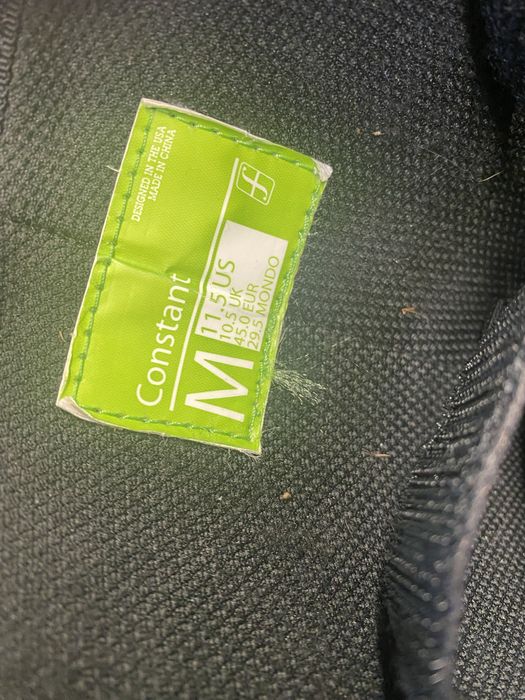 DESIGNED IN THE USA
MADE IN CHINA
Constant
M
11.5 US
10.5 UK
45.0 EUR
29.5 MONDO